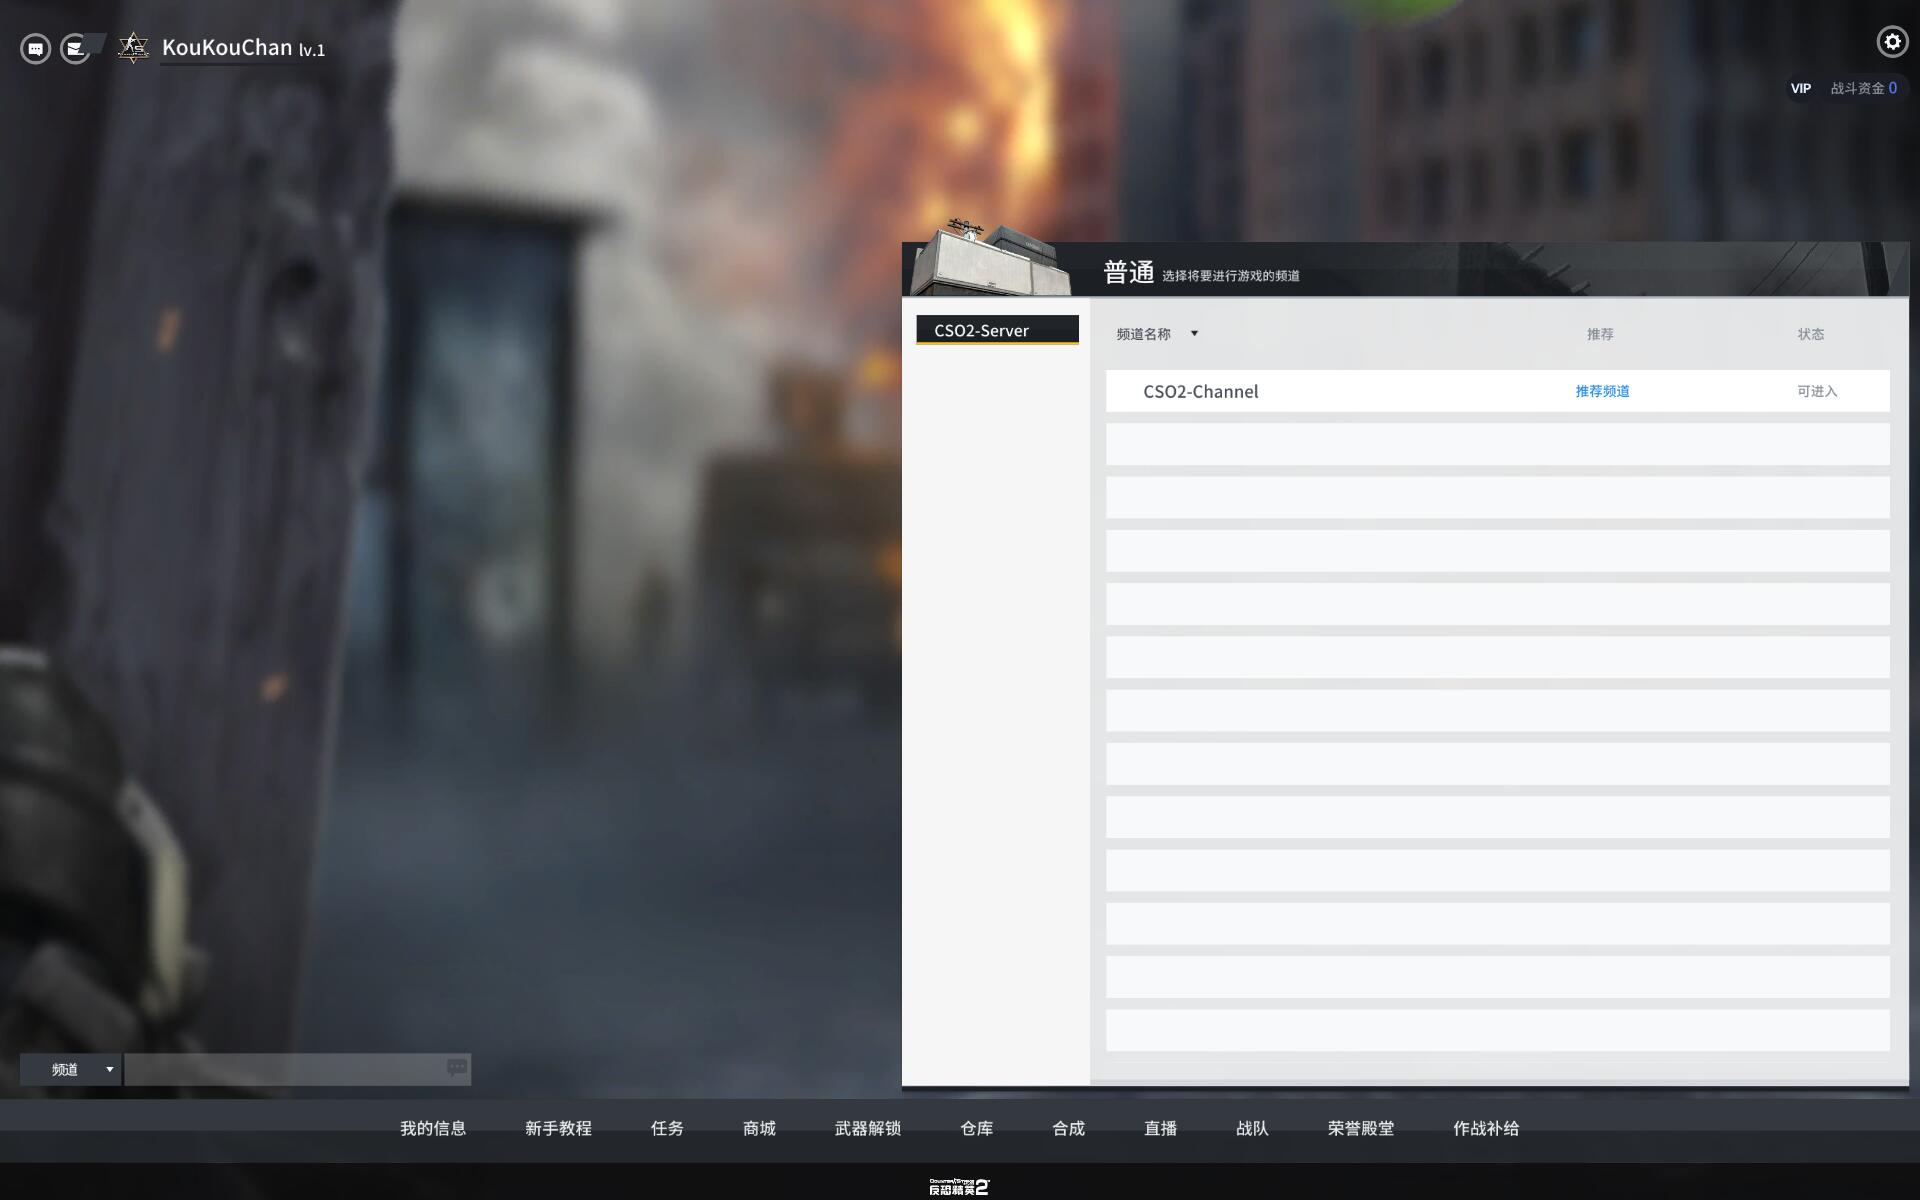 KouKouChan lv.1
VIP 战斗资金 0
普通 选择将要进行游戏的频道
CSO2-Server
频道名称 推荐 状态
CSO2-Channel 推荐频道 可进入
频道
我的信息 新手教程 任务 商城 武器解锁 仓库 合成 直播 战队 荣誉殿堂 作战补给
反恐精英2